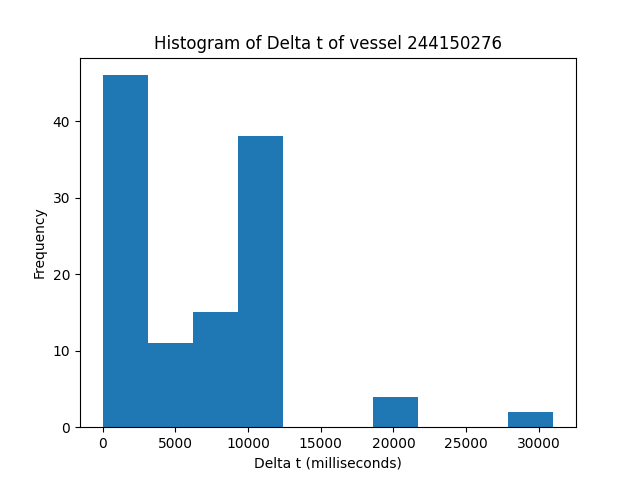 Histogram of Delta t of vessel 244150276
40
30
20
10
0
Frequency
0 5000 10000 15000 20000 25000 30000
Delta t (milliseconds)